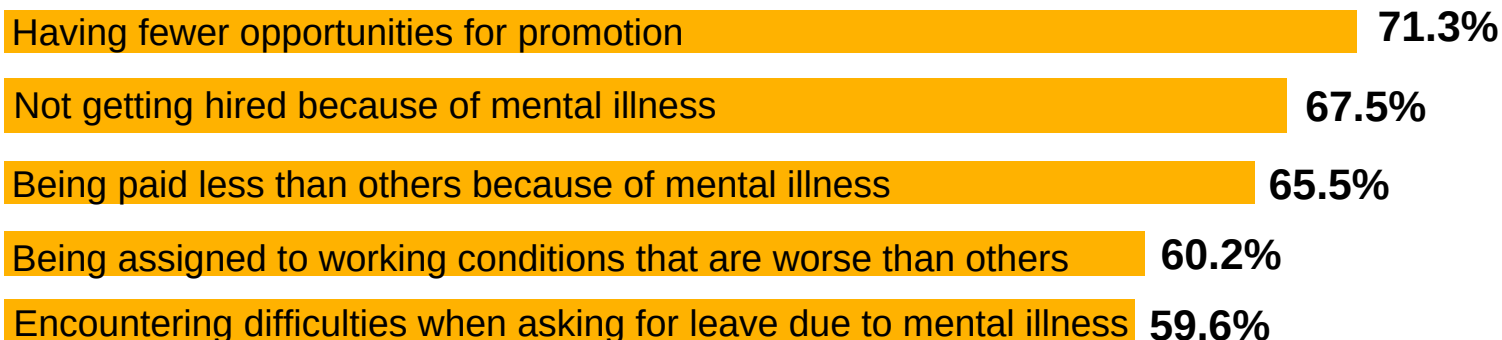 Having fewer opportunities for promotion 71.3%
Not getting hired because of mental illness 67.5%
Being paid less than others because of mental illness 65.5%
Being assigned to working conditions that are worse than others 60.2%
Encountering difficulties when asking for leave due to mental illness 59.6%